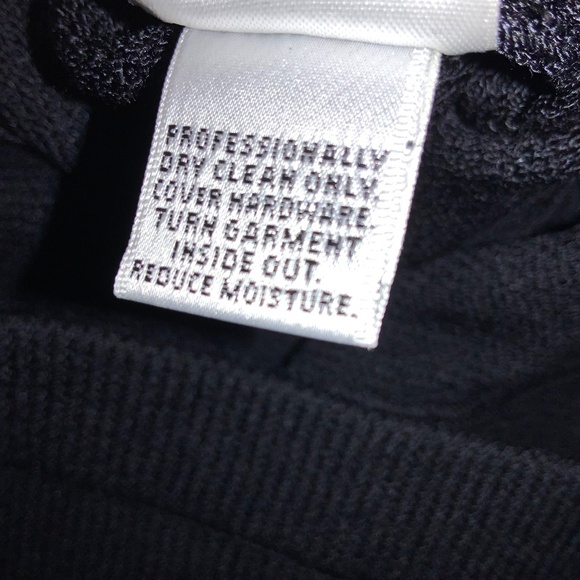 PROFESSIONALLY
DRY CLEAN ONLY
COVER HARDWARE
TURN GARMENT
INSIDE OUT.
REDUCE MOISTURE.